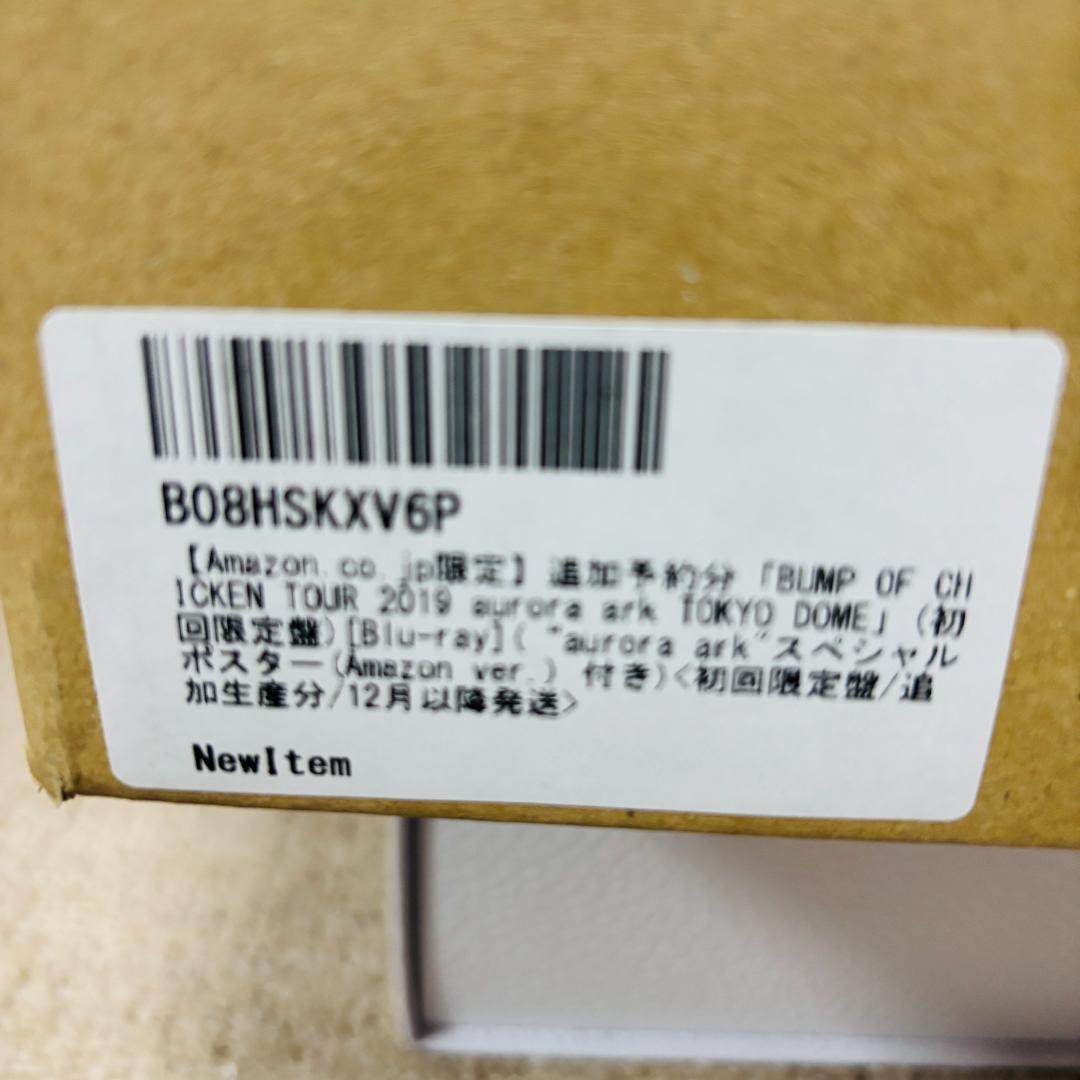 B08HSKXV6P
【Amazon.co.jp限定】追加予約分「BUMP OF CH
ICKEN TOUR 2019 aurora ark TOKYO DOME」(初
回限定盤)[Blu-ray]( "aurora ark"スペシャル
ポスター(Amazon ver.) 付き)<初回限定盤/追
加生産分/12月以降発送>
NewItem